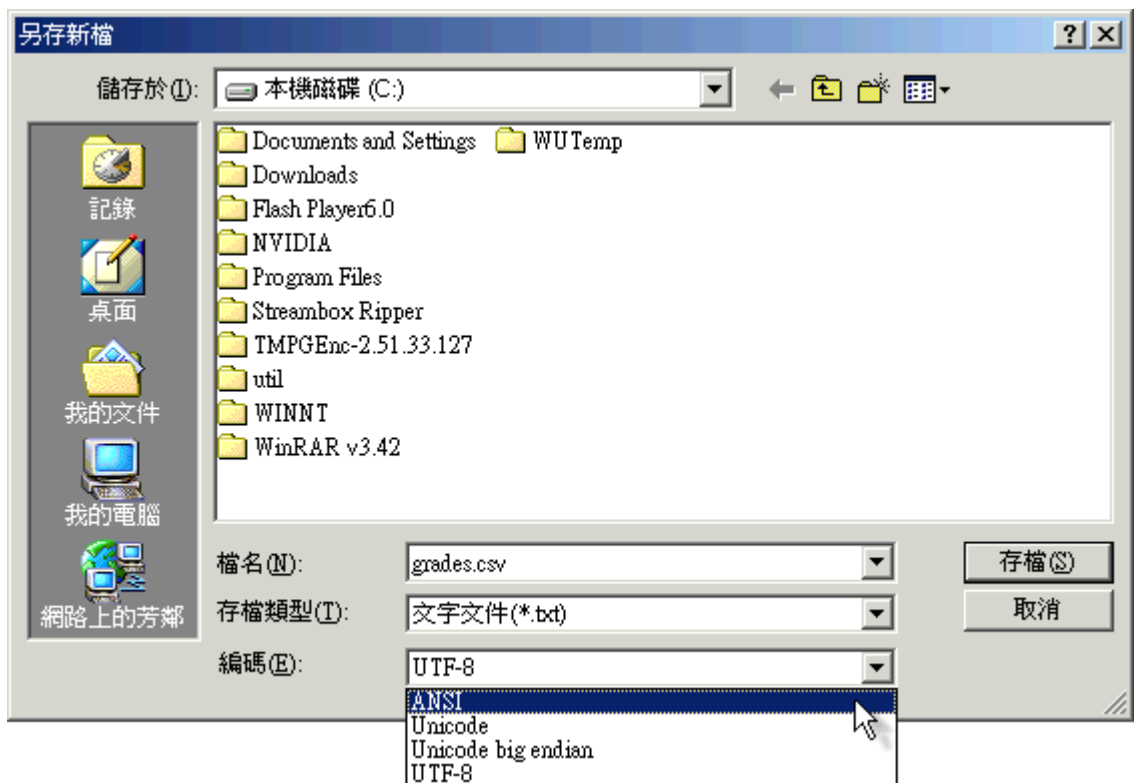 另存新檔
儲存於(I): 本機磁碟 (C:)
記錄
桌面
我的文件
我的電腦
網路上的芳鄰
Documents and Settings WUTemp
Downloads
Flash Player6.0
NVIDIA
Program Files
Streambox Ripper
TMPGEnc-2.51.33.127
util
WINNT
WinRAR v3.42
檔名(N): grades.csv 存檔(S)
存檔類型(T): 文字文件(*.txt) 取消
編碼(E): UTF-8
ANSI
Unicode
Unicode big endian
UTF-8